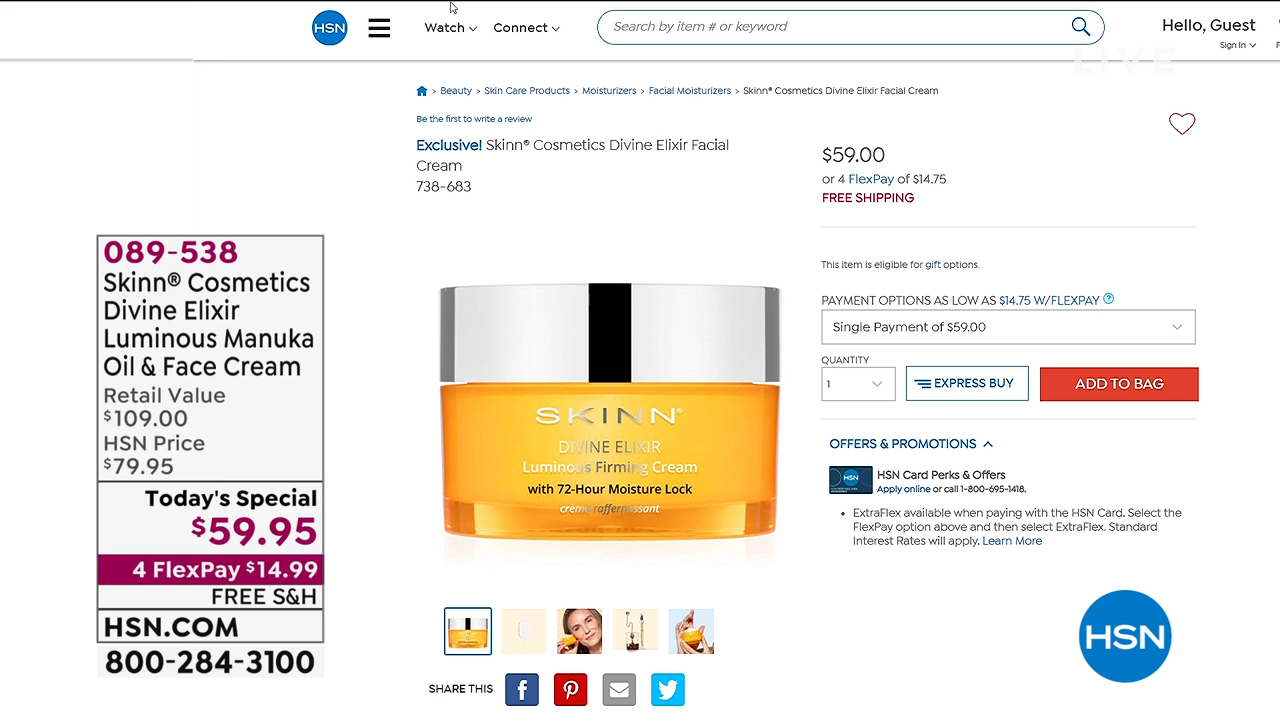 HSN
Watch
Connect
Search by item # or keyword
Hello, Guest
Sign In
LIVE
> Beauty > Skin Care Products > Moisturizers > Facial Moisturizers > Skinn® Cosmetics Divine Elixir Facial Cream
Be the first to write a review
Exclusive! Skinn® Cosmetics Divine Elixir Facial
Cream
738-683
$59.00
or 4 FlexPay of $14.75
FREE SHIPPING
This item is eligible for gift options.
PAYMENT OPTIONS AS LOW AS $14.75 W/FLEXPAY ?
Single Payment of $59.00
QUANTITY
1
EXPRESS BUY
ADD TO BAG
OFFERS & PROMOTIONS
HSN
HSN Card Perks & Offers
Apply online or call 1-800-695-1418.
• ExtraFlex available when paying with the HSN Card. Select the
FlexPay option above and then select ExtraFlex. Standard
Interest Rates will apply. Learn More
089-538
Skinn® Cosmetics
Divine Elixir
Luminous Manuka
Oil & Face Cream
Retail Value
$109.00
HSN Price
$79.95
Today's Special
$59.95
4 FlexPay $14.99
FREE S&H
HSN.COM
800-284-3100
SKINN®
DIVINE ELIXIR
Luminous Firming Cream
with 72-Hour Moisture Lock
crème raffermissant
SHARE THIS
HSN